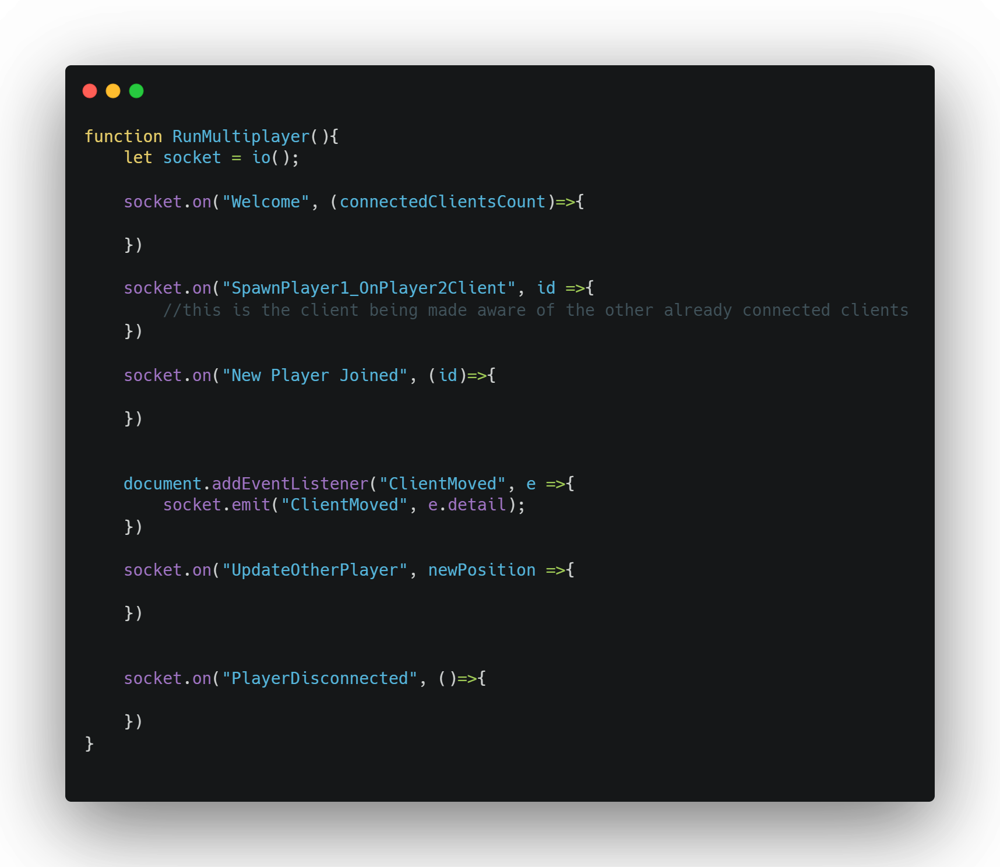 function RunMultiplayer(){
    let socket = io();

    socket.on("Welcome", (connectedClientsCount)=>{

    })

    socket.on("SpawnPlayer1_OnPlayer2Client", id =>{
        //this is the client being made aware of the other already connected clients
    })

    socket.on("New Player Joined", (id)=>{

    })


    document.addEventListener("ClientMoved", e =>{
        socket.emit("ClientMoved", e.detail);
    })

    socket.on("UpdateOtherPlayer", newPosition =>{

    })


    socket.on("PlayerDisconnected", ()=>{

    })
}